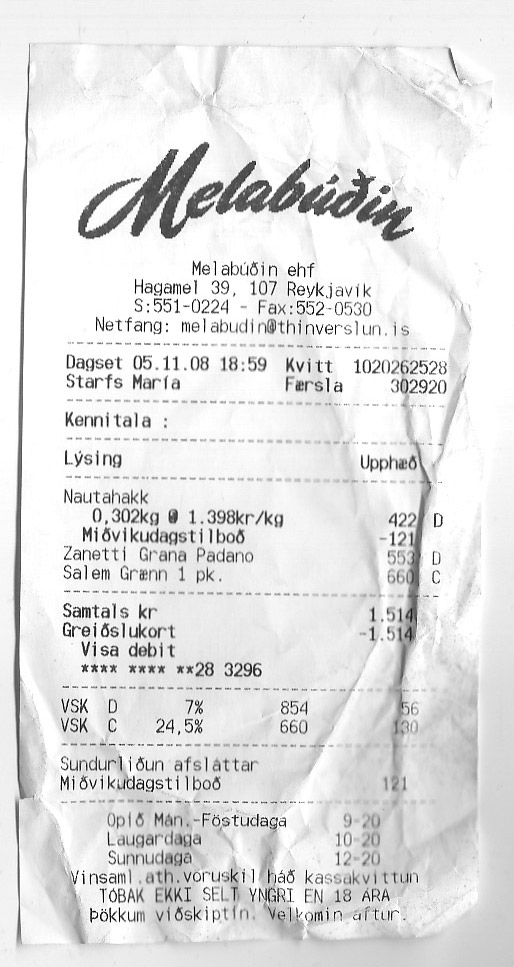 Melabúðin
Melabúðin ehf
Hagamel 39, 107 Reykjavík
S:551-0224 - Fax:552-0530
Netfang: melabudin@thinverslun.is
Dagset 05.11.08 18:59 Kvitt 1020262528
Starfs María Færsla 302920
Kennitala :
Lýsing Upphæð
Nautahakk
0,302kg @ 1.398kr/kg 422 D
Miðvikudagstilboð -121
Zanetti Grana Padano 553 D
Salem Grænn 1 pk. 660 C
Samtals kr 1.514
Greiðslukort -1.514
Visa debit
**** **** **28 3296
VSK D 7% 854 56
VSK C 24,5% 660 130
Sundurliðun afsláttar
Miðvikudagstilboð 121
Opið Mán.-Föstudaga 9-20
Laugardaga 10-20
Sunnudaga 12-20
Vinsaml.ath.vöruskil háð kassakvittun
TÓBAK EKKI SELT YNGRI EN 18 ÁRA
Þökkum viðskiptin. Velkomin aftur.